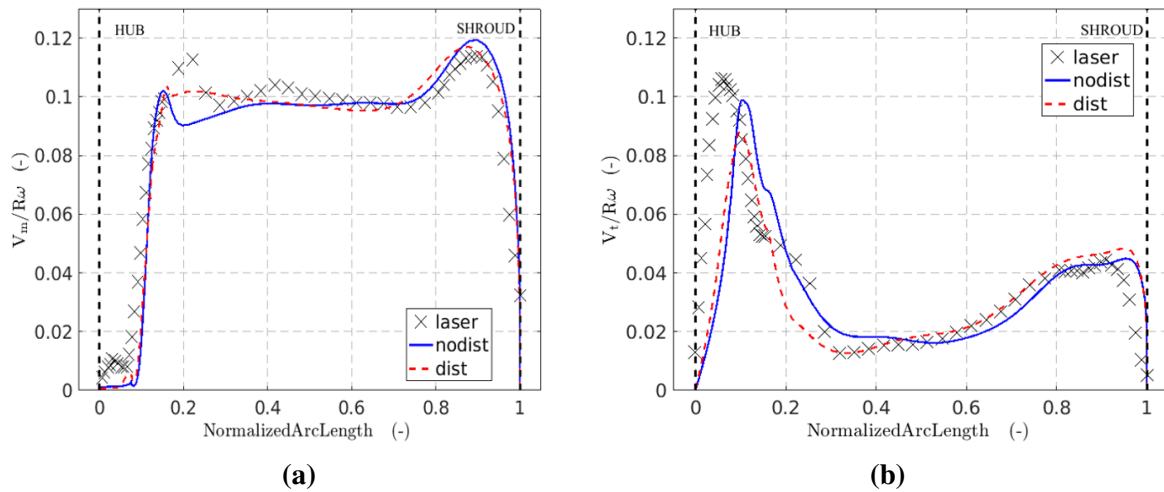 HUB
SHROUD
0.12
0.1
0.08
0.06
0.04
0.02
0
V_m/Rω (-)
× laser
nodist
dist
0 0.2 0.4 0.6 0.8 1
NormalizedArcLength (-)
(a)
HUB
SHROUD
0.12
0.1
0.08
0.06
0.04
0.02
0
V_t/Rω (-)
× laser
nodist
dist
0 0.2 0.4 0.6 0.8 1
NormalizedArcLength (-)
(b)